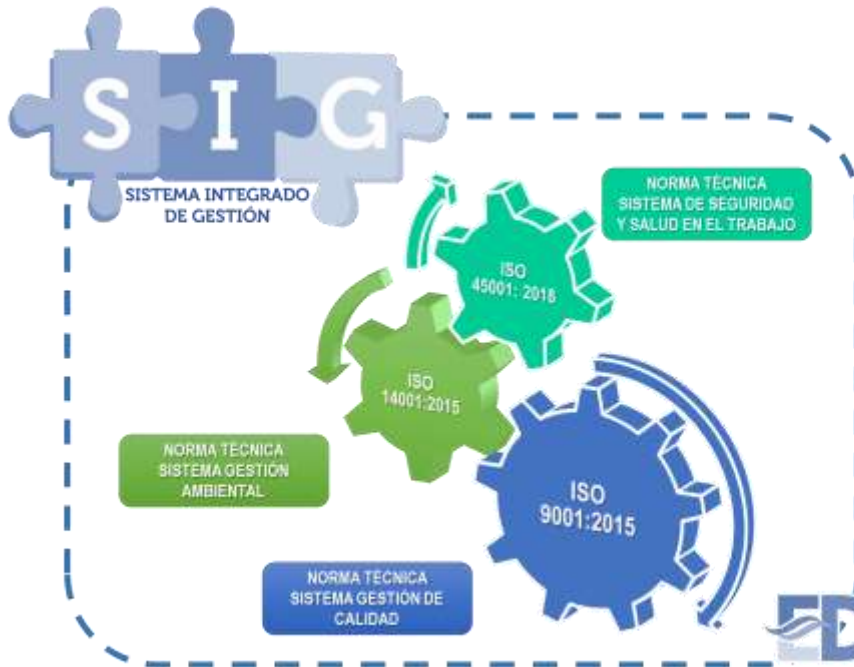 S I G
SISTEMA INTEGRADO
DE GESTIÓN
NORMA TÉCNICA
SISTEMA DE SEGURIDAD
Y SALUD EN EL TRABAJO
ISO
45001: 2018
ISO
14001:2015
NORMA TÉCNICA
SISTEMA GESTIÓN
AMBIENTAL
ISO
9001:2015
NORMA TÉCNICA
SISTEMA GESTIÓN DE
CALIDAD